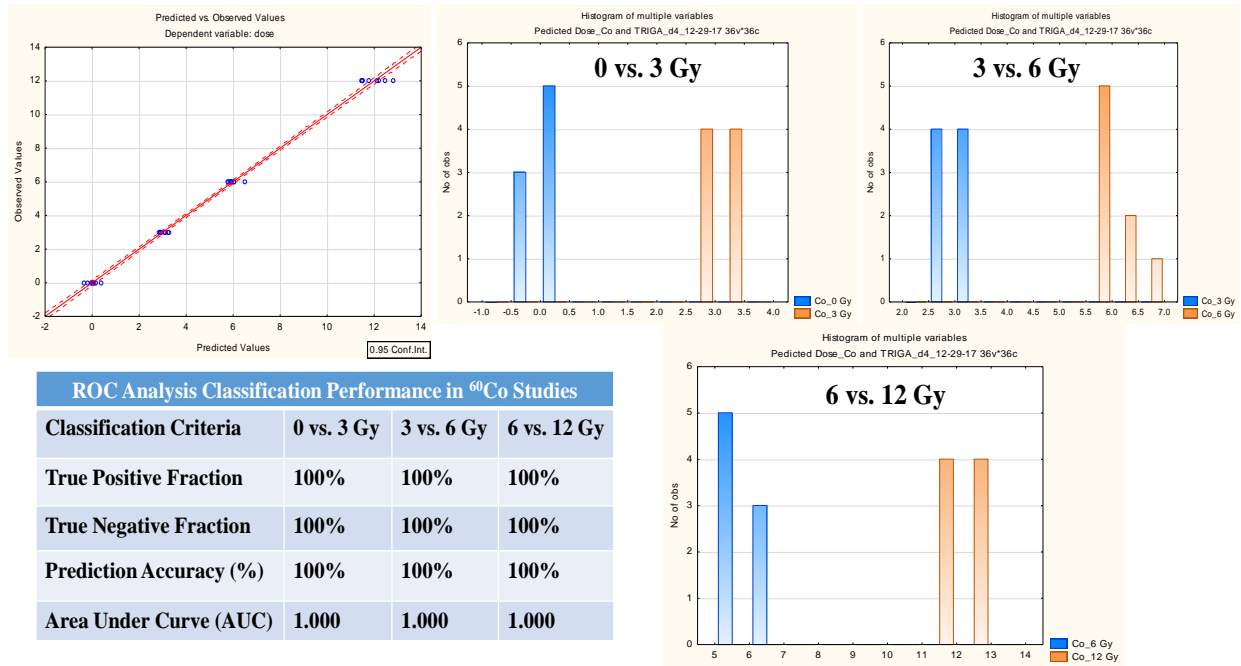 Predicted vs. Observed Values
Dependent variable: dose
14
12
10
8
6
4
2
0
-2
Observed Values
-2 0 2 4 6 8 10 12 14
Predicted Values
0.95 Conf.Int.
Histogram of multiple variables
Pedicted Dose_Co and TRIGA_d4_12-29-17 36v*36c
0 vs. 3 Gy
6
5
4
3
2
1
0
No of obs
-1.0 -0.5 0.0 0.5 1.0 1.5 2.0 2.5 3.0 3.5 4.0
Co_0 Gy
Co_3 Gy
Histogram of multiple variables
Pedicted Dose_Co and TRIGA_d4_12-29-17 36v*36c
3 vs. 6 Gy
6
5
4
3
2
1
0
No of obs
2.0 2.5 3.0 3.5 4.0 4.5 5.0 5.5 6.0 6.5 7.0
Co_3 Gy
Co_6 Gy
ROC Analysis Classification Performance in ⁶⁰Co Studies
Classification Criteria 0 vs. 3 Gy 3 vs. 6 Gy 6 vs. 12 Gy
True Positive Fraction 100% 100% 100%
True Negative Fraction 100% 100% 100%
Prediction Accuracy (%) 100% 100% 100%
Area Under Curve (AUC) 1.000 1.000 1.000
Histogram of multiple variables
Pedicted Dose_Co and TRIGA_d4_12-29-17 36v*36c
6 vs. 12 Gy
6
5
4
3
2
1
0
No of obs
5 6 7 8 9 10 11 12 13 14
Co_6 Gy
Co_12 Gy